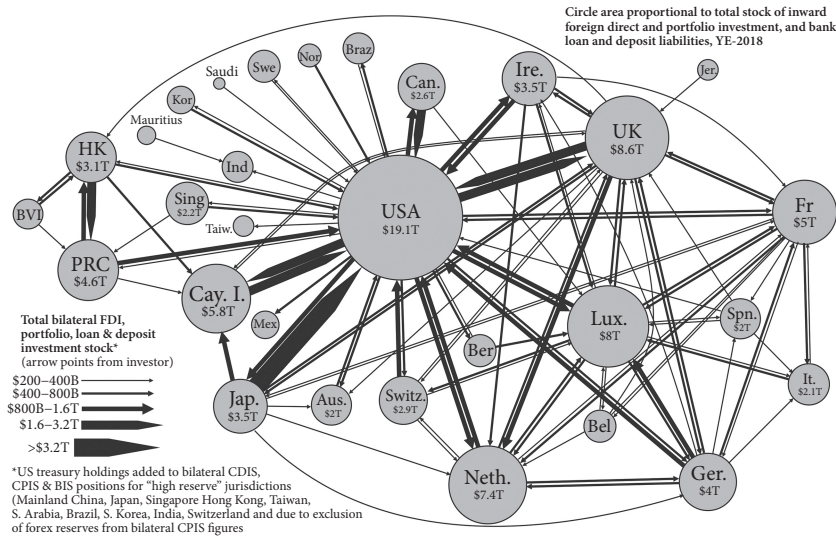 Circle area proportional to total stock of inward
foreign direct and portfolio investment, and bank
loan and deposit liabilities, YE-2018
Braz
Nor
Swe
Saudi
Kor
Mauritius
Can.
$2.6T
Ire.
$3.5T
Jer.
UK
$8.6T
HK
$3.1T
Ind
Sing
$2.2T
BVI
Taiw.
USA
$19.1T
Fr
$5T
PRC
$4.6T
Cay. I.
$5.8T
Mex
Lux.
$8T
Spn.
$2T
Ber
Total bilateral FDI,
portfolio, loan & deposit
investment stock*
(arrow points from investor)
$200–400B
$400–800B
$800B–1.6T
$1.6–3.2T
>$3.2T
Jap.
$3.5T
Aus.
$2T
Switz.
$2.9T
It.
$2.1T
Bel
Neth.
$7.4T
Ger.
$4T
*US treasury holdings added to bilateral CDIS,
CPIS & BIS positions for “high reserve” jurisdictions
(Mainland China, Japan, Singapore Hong Kong, Taiwan,
S. Arabia, Brazil, S. Korea, India, Switzerland and due to exclusion
of forex reserves from bilateral CPIS figures